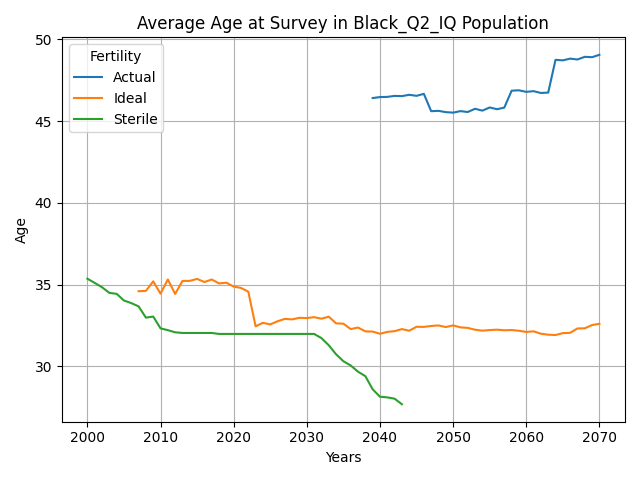 Average Age at Survey in Black_Q2_IQ Population
Fertility
Actual
Ideal
Sterile
50
45
40
35
30
Age
2000 2010 2020 2030 2040 2050 2060 2070
Years